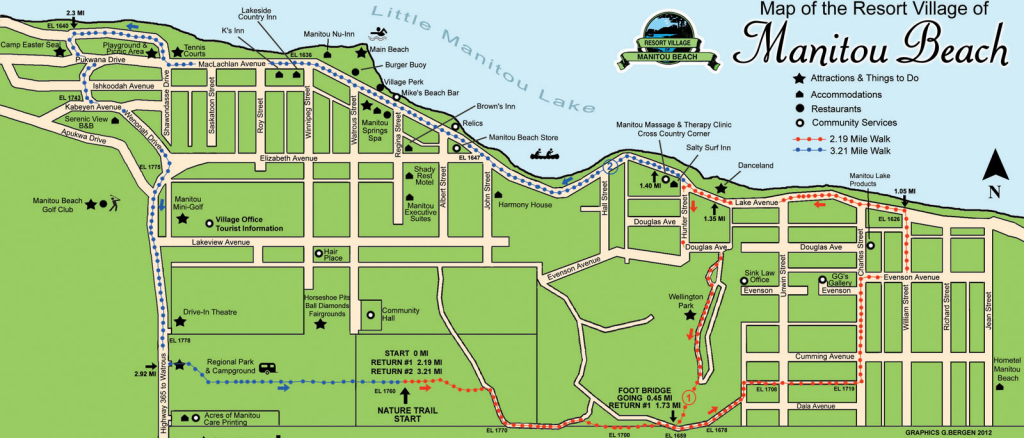 Map of the Resort Village of
Manitou Beach
RESORT VILLAGE
MANITOU BEACH
Attractions & Things to Do
Accommodations
Restaurants
Community Services
2.19 Mile Walk
3.21 Mile Walk
N
Little Manitou Lake
2.3 MI
EL 1640
Camp Easter Seal
Playground &
Picnic Area
Tennis
Courts
K's Inn
Lakeside
Country Inn
Manitou Nu-Inn
EL 1636
Main Beach
Burger Buoy
Village Perk
Mike's Beach Bar
Brown's Inn
Relics
Manitou Beach Store
EL 1647
Pukwana Drive
MacLachlan Avenue
Ishkoodah Avenue
EL 1743
Kabeyen Avenue
Serenic View
B&B
Apukwa Drive
Wenonah Drive
Shawondasse Drive
Saskatoon Street
Roy Street
Winnipeg Street
Watrous Street
Regina Street
Albert Street
John Street
Manitou
Springs
Spa
Elizabeth Avenue
EL 1775
Shady
Rest
Motel
Manitou
Executive
Suites
Harmony House
Manitou Beach
Golf Club
Manitou
Mini-Golf
Village Office
Tourist Information
Lakeview Avenue
Hair
Place
Horseshoe Pits
Ball Diamonds
Fairgrounds
Community
Hall
Drive-In Theatre
EL 1778
2.92 MI
Highway 365 to Watrous
Regional Park
& Campground
Acres of Manitou
Care Printing
START 0 MI
RETURN #1 2.19 MI
RETURN #2 3.21 MI
EL 1760
NATURE TRAIL
START
EL 1770
EL 1700
FOOT BRIDGE
GOING 0.45 MI
RETURN #1 1.73 MI
EL 1659
EL 1678
1
2
Manitou Massage & Therapy Clinic
Cross Country Corner
Salty Surf Inn
Danceland
1.40 MI
1.35 MI
Lake Avenue
Manitou Lake
Products
1.05 MI
EL 1626
Hall Street
Hunter Street
Douglas Ave
Douglas Ave
Douglas Ave
Evenson Avenue
Evenson Avenue
Wellington
Park
Sink Law
Office
Evenson
Unwin Street
GG's
Gallery
Evenson
Charles Street
William Street
Richard Street
Jean Street
Cumming Avenue
EL 1706
EL 1710
Dala Avenue
Hometel
Manitou
Beach
GRAPHICS G.BERGEN 2012